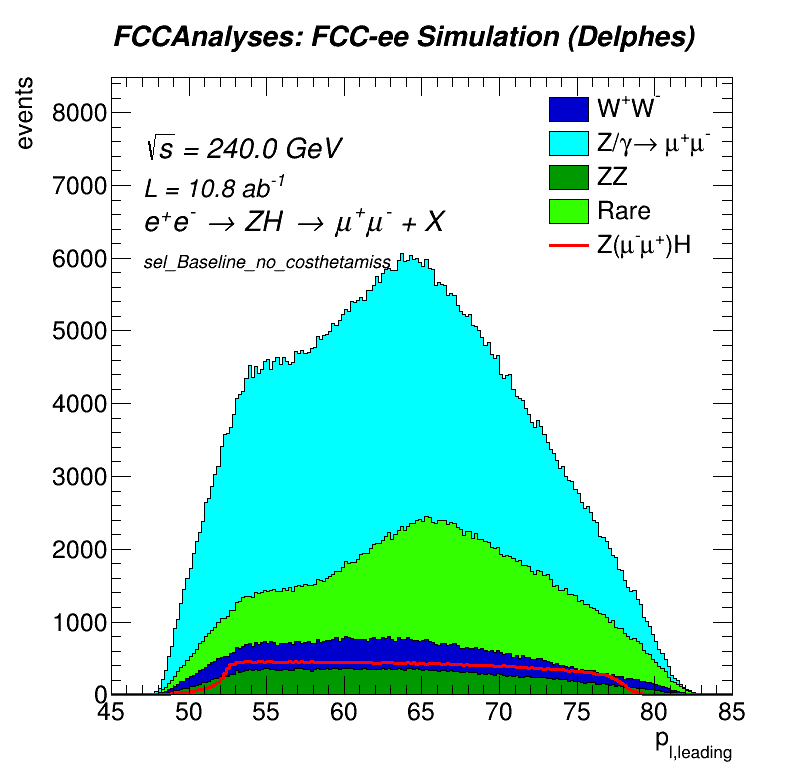 FCCAnalyses: FCC-ee Simulation (Delphes)
events
8000
7000
6000
5000
4000
3000
2000
1000
0
√s = 240.0 GeV
L = 10.8 ab⁻¹
e⁺e⁻ → ZH → μ⁺μ⁻ + X
sel_Baseline_no_costhetamiss
W⁺W⁻
Z/γ→ μ⁺μ⁻
ZZ
Rare
Z(μ⁻μ⁺)H
45 50 55 60 65 70 75 80 85
p_l,leading